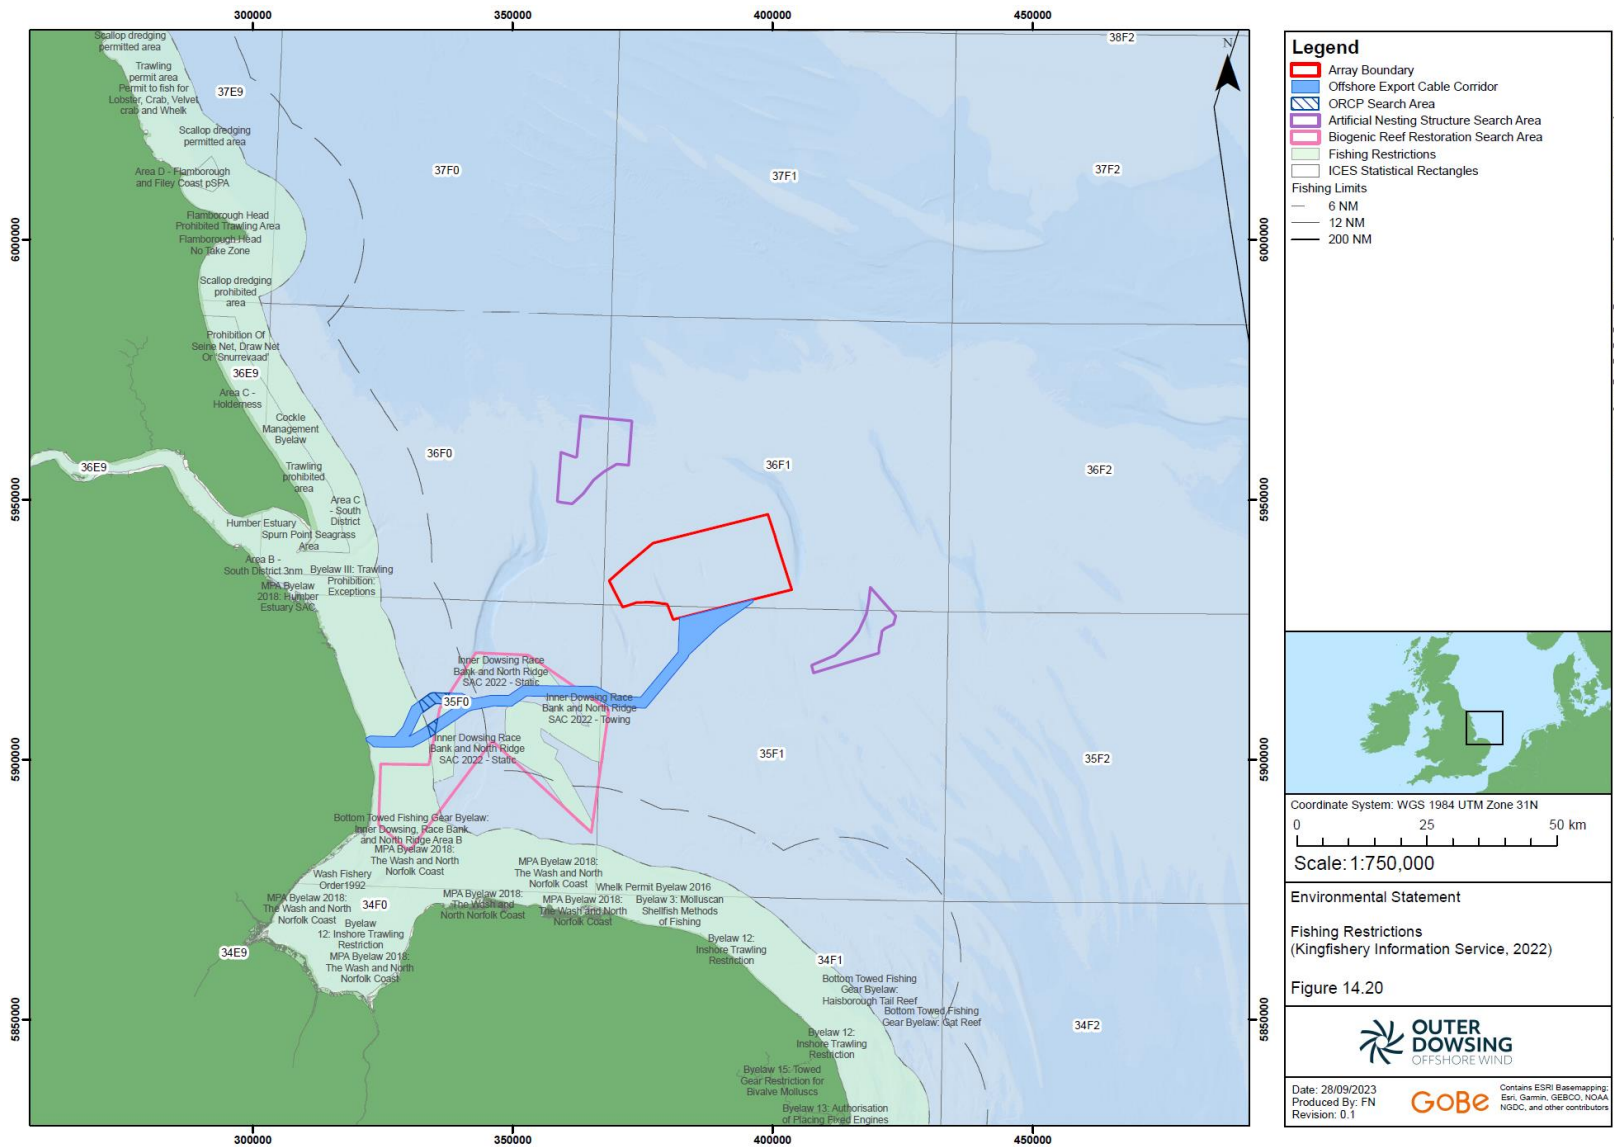 300000
350000
400000
450000
Scallop dredging
permitted area
Trawling
permit area
Permit to fish for
Lobster, Crab, Velvet
crab and Whelk
37E9
Scallop dredging
permitted area
Area D - Flamborough
and Filey Coast pSPA
Flamborough Head
Prohibited Trawling Area
Flamborough Head
No Take Zone
Scallop dredging
prohibited
area
Prohibition Of
Seine Net, Draw Net
Or 'Snurrevaad'
36E9
Area C -
Holderness
Cockle
Management
Byelaw
Trawling
prohibited
area
36E9
Area C
- South
District
Humber Estuary
Spurn Point Seagrass
Area
Area B -
South District 3nm
Byelaw III: Trawling
Prohibition:
Exceptions
MPA Byelaw
2018: Humber
Estuary SAC
38F2
37F0
37F1
37F2
36F0
36F1
36F2
Inner Dowsing Race
Bank and North Ridge
SAC 2022 - Static
35F0
Inner Dowsing Race
Bank and North Ridge
SAC 2022 - Towing
Inner Dowsing Race
Bank and North Ridge
SAC 2022 - Static
35F1
35F2
Bottom Towed Fishing Gear Byelaw:
Inner Dowsing, Race Bank
and North Ridge Area B
MPA Byelaw 2018:
The Wash and North
Norfolk Coast
Wash Fishery
Order1992
MPA Byelaw 2018:
The Wash and North
Norfolk Coast
34F0
Byelaw
12: Inshore Trawling
Restriction
MPA Byelaw 2018:
The Wash and North
Norfolk Coast
34E9
MPA Byelaw 2018:
The Wash and
North Norfolk Coast
MPA Byelaw 2018:
The Wash and North
Norfolk Coast
MPA Byelaw 2018:
The Wash and North
Norfolk Coast
Whelk Permit Byelaw 2016
Byelaw 3: Molluscan
Shellfish Methods
of Fishing
Byelaw 12:
Inshore Trawling
Restriction
34F1
Bottom Towed Fishing
Gear Byelaw:
Haisborough Tail Reef
Bottom Towed Fishing
Gear Byelaw: Gat Reef
34F2
Byelaw 12:
Inshore Trawling
Restriction
Byelaw 15: Towed
Gear Restriction for
Bivalve Molluscs
Byelaw 13: Authorisation
of Placing Fixed Engines
6000000
5950000
5900000
5850000
6000000
5950000
5900000
5850000
300000
350000
400000
450000
N
Legend
Array Boundary
Offshore Export Cable Corridor
ORCP Search Area
Artificial Nesting Structure Search Area
Biogenic Reef Restoration Search Area
Fishing Restrictions
ICES Statistical Rectangles
Fishing Limits
6 NM
12 NM
200 NM
Coordinate System: WGS 1984 UTM Zone 31N
0 25 50 km
Scale: 1:750,000
Environmental Statement
Fishing Restrictions
(Kingfishery Information Service, 2022)
Figure 14.20
OUTER
DOWSING
OFFSHORE WIND
Date: 28/09/2023
Produced By: FN
Revision: 0.1
GoBe
Contains ESRI Basemapping;
Esri, Garmin, GEBCO, NOAA
NGDC, and other contributors